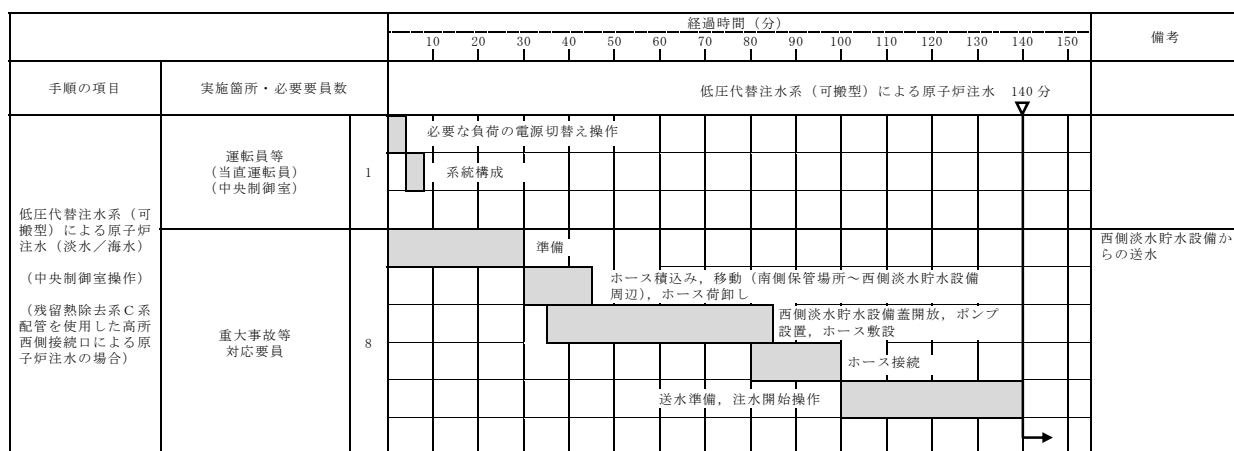 経過時間（分）
備考
10 20 30 40 50 60 70 80 90 100 110 120 130 140 150
手順の項目
実施箇所・必要要員数
低圧代替注水系（可搬型）による原子炉注水 140 分
低圧代替注水系（可
搬型）による原子炉
注水（淡水／海水）
（中央制御室操作）
（残留熱除去系Ｃ系
配管を使用した高所
西側接続口による原
子炉注水の場合）
運転員等
（当直運転員）
（中央制御室）
1
必要な負荷の電源切替え操作
系統構成
重大事故等
対応要員
8
準備
ホース積込み，移動（南側保管場所～西側淡水貯水設備
周辺），ホース荷卸し
西側淡水貯水設備蓋開放，ポンプ
設置，ホース敷設
ホース接続
送水準備，注水開始操作
西側淡水貯水設備か
らの送水